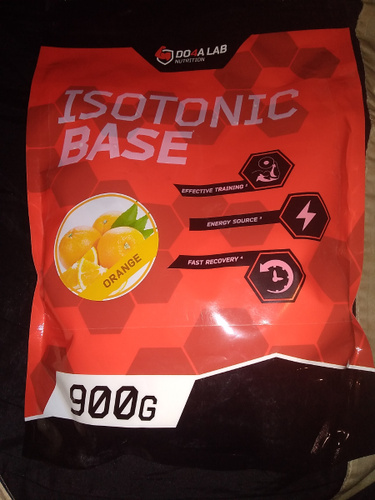 DO4A LAB
NUTRITION
ISOTONIC
BASE
EFFECTIVE TRAINING *
ENERGY SOURCE *
FAST RECOVERY *
ORANGE
900G